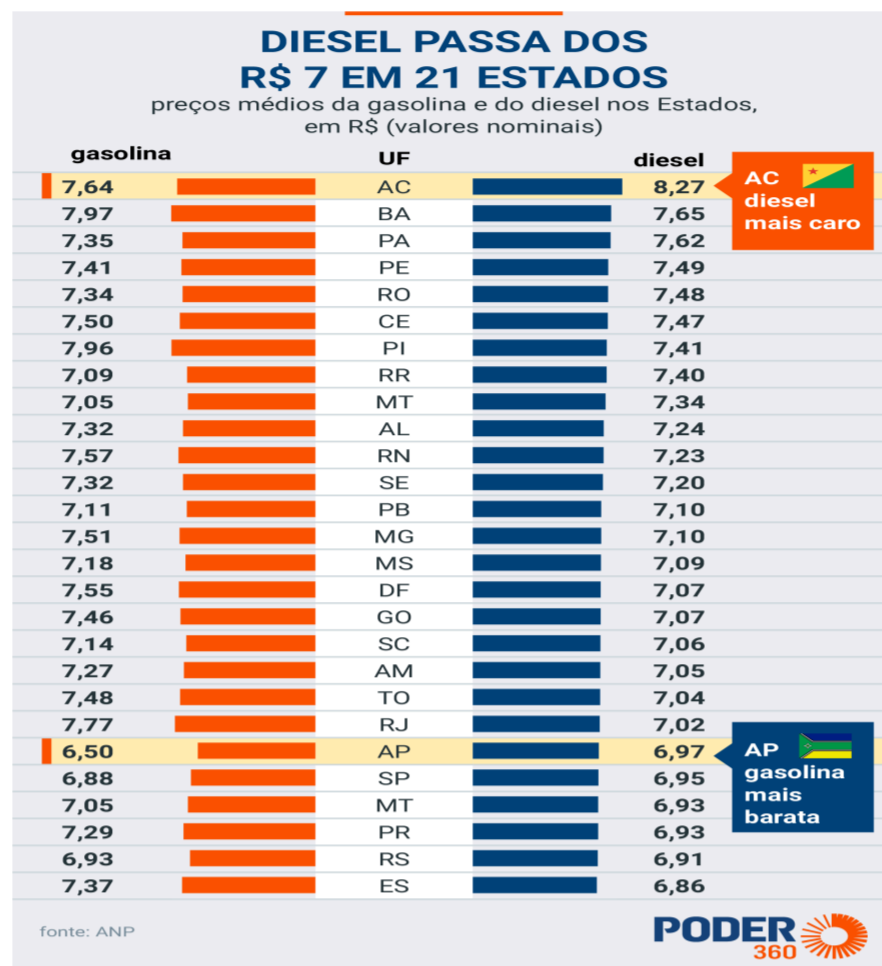 DIESEL PASSA DOS
R$ 7 EM 21 ESTADOS
preços médios da gasolina e do diesel nos Estados,
em R$ (valores nominais)
gasolina UF diesel
7,64 AC 8,27
AC
diesel
mais caro
7,97 BA 7,65
7,35 PA 7,62
7,41 PE 7,49
7,34 RO 7,48
7,50 CE 7,47
7,96 PI 7,41
7,09 RR 7,40
7,05 MT 7,34
7,32 AL 7,24
7,57 RN 7,23
7,32 SE 7,20
7,11 PB 7,10
7,51 MG 7,10
7,18 MS 7,09
7,55 DF 7,07
7,46 GO 7,07
7,14 SC 7,06
7,27 AM 7,05
7,48 TO 7,04
7,77 RJ 7,02
6,50 AP 6,97
AP
gasolina
mais
barata
6,88 SP 6,95
7,05 MT 6,93
7,29 PR 6,93
6,93 RS 6,91
7,37 ES 6,86
fonte: ANP
PODER
360